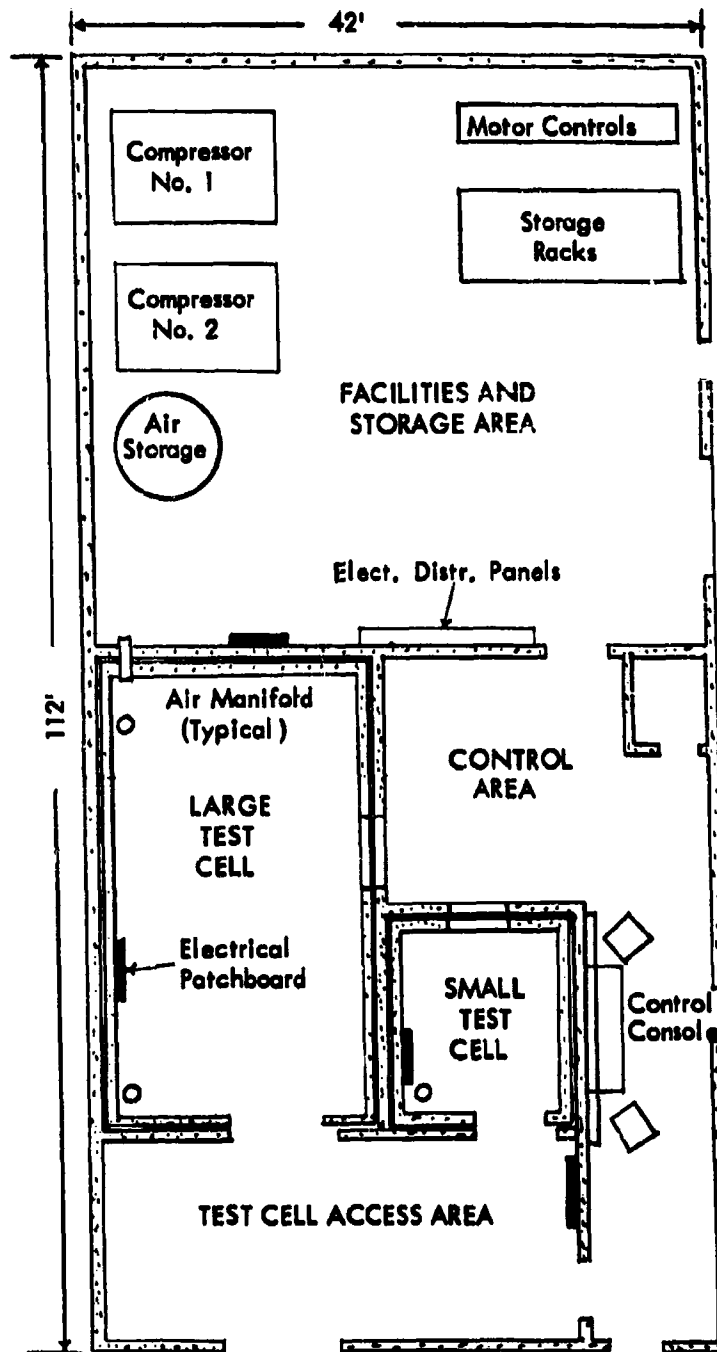 42'
Compressor
No. 1
Motor Controls
Storage
Racks
Compressor
No. 2
FACILITIES AND
STORAGE AREA
Air
Storage
Elect. Distr. Panels
112'
Air Manifold
(Typical)
CONTROL
AREA
LARGE
TEST
CELL
Electrical
Patchboard
SMALL
TEST
CELL
Control
Consol
TEST CELL ACCESS AREA